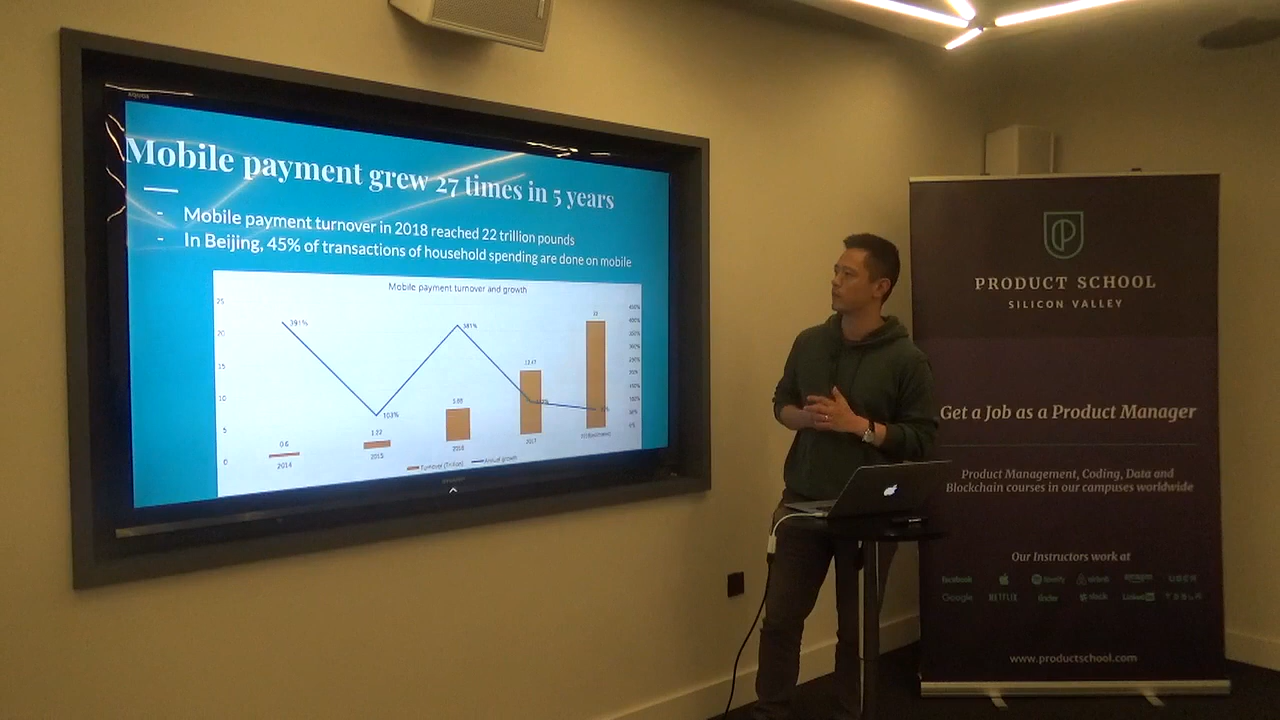 Mobile payment grew 27 times in 5 years
- Mobile payment turnover in 2018 reached 22 trillion pounds
- In Beijing, 45% of transactions of household spending are done on mobile
Mobile payment turnover and growth
25
20
15
10
5
0
391%
103%
381%
0.6
1.22
5.88
22
2014
2015
2016
2017
Turnover (Trillion)
Annual growth
PRODUCT SCHOOL
SILICON VALLEY
Get a Job as a Product Manager
Product Management, Coding, Data and
Blockchain courses in our campuses worldwide
Our Instructors work at
facebook Spotify airbnb amazon UBER
Google NETFLIX tinder slack LinkedIn TESLA
www.productschool.com